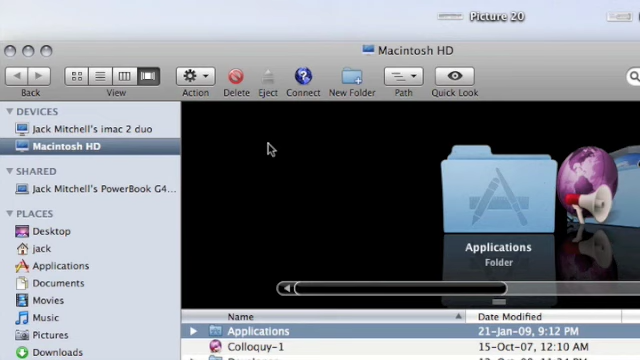 Picture 20
Macintosh HD
Back View Action Delete Eject Connect New Folder Path Quick Look
DEVICES
Jack Mitchell's imac 2 duo
Macintosh HD
SHARED
Jack Mitchell's PowerBook G4...
PLACES
Desktop
jack
Applications
Documents
Movies
Music
Pictures
Downloads
Applications
Folder
Name Date Modified
Applications 21-Jan-09, 9:12 PM
Colloquy-1 15-Oct-07, 12:10 AM